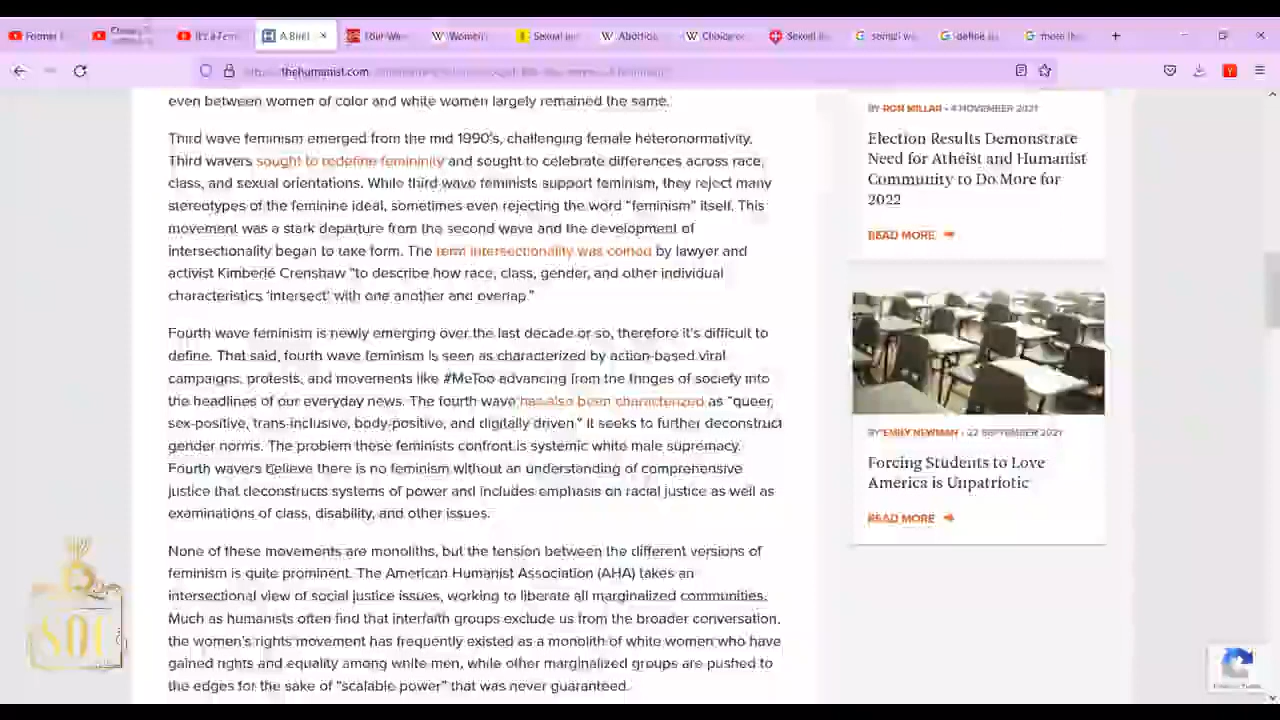 Former
It's a Fem
A Brief
Four Wav
Women'
Sexual
Abortio
Choice
Sexual
define
more th
thehumanist.com
even between women of color and white women largely remained the same.
Third wave feminism emerged from the mid 1990's, challenging female heteronormativity.
Third wavers sought to redefine femininity and sought to celebrate differences across race,
class, and sexual orientations. While third-wave feminists support feminism, they reject many
stereotypes of the feminine ideal, sometimes even rejecting the word "feminism" itself. This
movement was a stark departure from the second wave and the development of
intersectionality began to take form. The term intersectionality was coined by lawyer and
activist Kimberlé Crenshaw "to describe how race, class, gender, and other individual
characteristics 'intersect' with one another and overlap."
Fourth wave feminism is newly emerging over the last decade or so, therefore it's difficult to
define. That said, fourth wave feminism is seen as characterized by action-based viral
campaigns, protests, and movements like #MeToo advancing from the fringes of society into
the headlines of our everyday news. The fourth wave has also been characterized as "queer,
sex-positive, trans-inclusive, body-positive, and digitally driven." It seeks to further deconstruct
gender norms. The problem these feminists confront is systemic white male supremacy.
Fourth wavers believe there is no feminism without an understanding of comprehensive
justice that deconstructs systems of power and includes emphasis on racial justice as well as
examinations of class, disability, and other issues.
None of these movements are monoliths, but the tension between the different versions of
feminism is quite prominent. The American Humanist Association (AHA) takes an
intersectional view of social justice issues, working to liberate all marginalized communities.
Much as humanists often find that interfaith groups exclude us from the broader conversation,
the women's rights movement has frequently existed as a monolith of white women who have
gained rights and equality among white men, while other marginalized groups are pushed to
the edges for the sake of "scalable power" that was never guaranteed.
BY RON MILLAR • 4 NOVEMBER 2021
Election Results Demonstrate
Need for Atheist and Humanist
Community to Do More for
2022
READ MORE
BY EMILY NEWMAN • 22 SEPTEMBER 2021
Forcing Students to Love
America is Unpatriotic
READ MORE
SOC